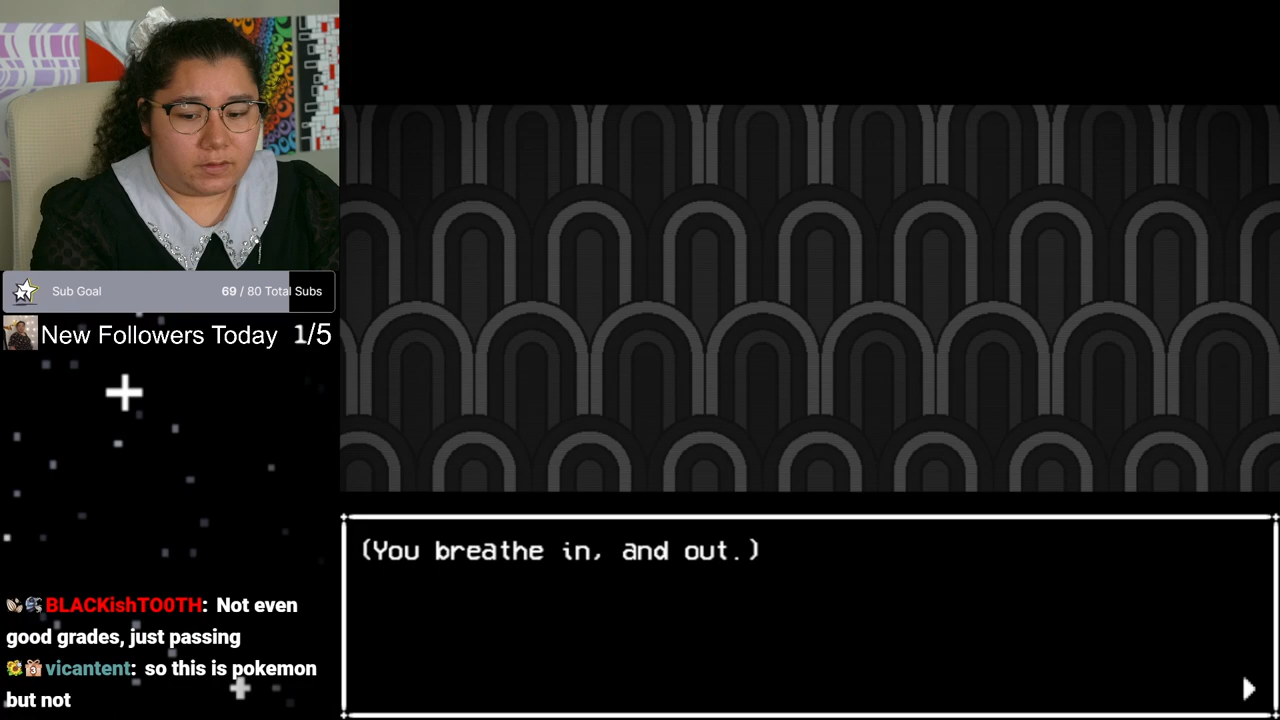 Sub Goal 69 / 80 Total Subs
New Followers Today 1/5
(You breathe in, and out.)
BLACKishTO0TH: Not even
good grades, just passing
vicantent: so this is pokemon
but not